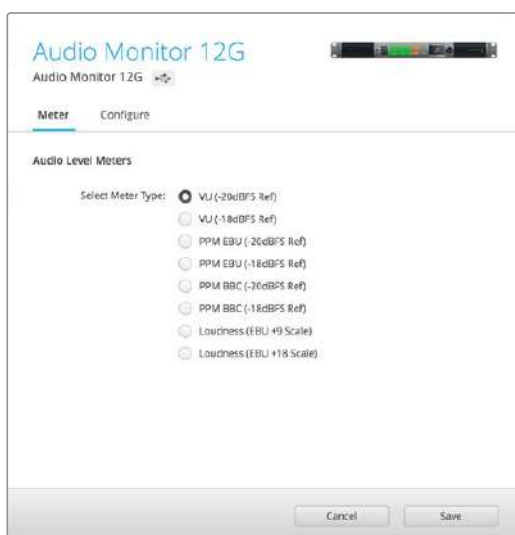 Audio Monitor 12G
Audio Monitor 12G
Meter Configure
Audio Level Meters
Select Meter Type: VU (-20dBFS Ref)
VU (-18dBFS Ref)
PPM EBU (-20dBFS Ref)
PPM EBU (-18dBFS Ref)
PPM BBC (-20dBFS Ref)
PPM BBC (-18dBFS Ref)
Loudness (EBU +9 Scale)
Loudness (EBU +18 Scale)
Cancel Save